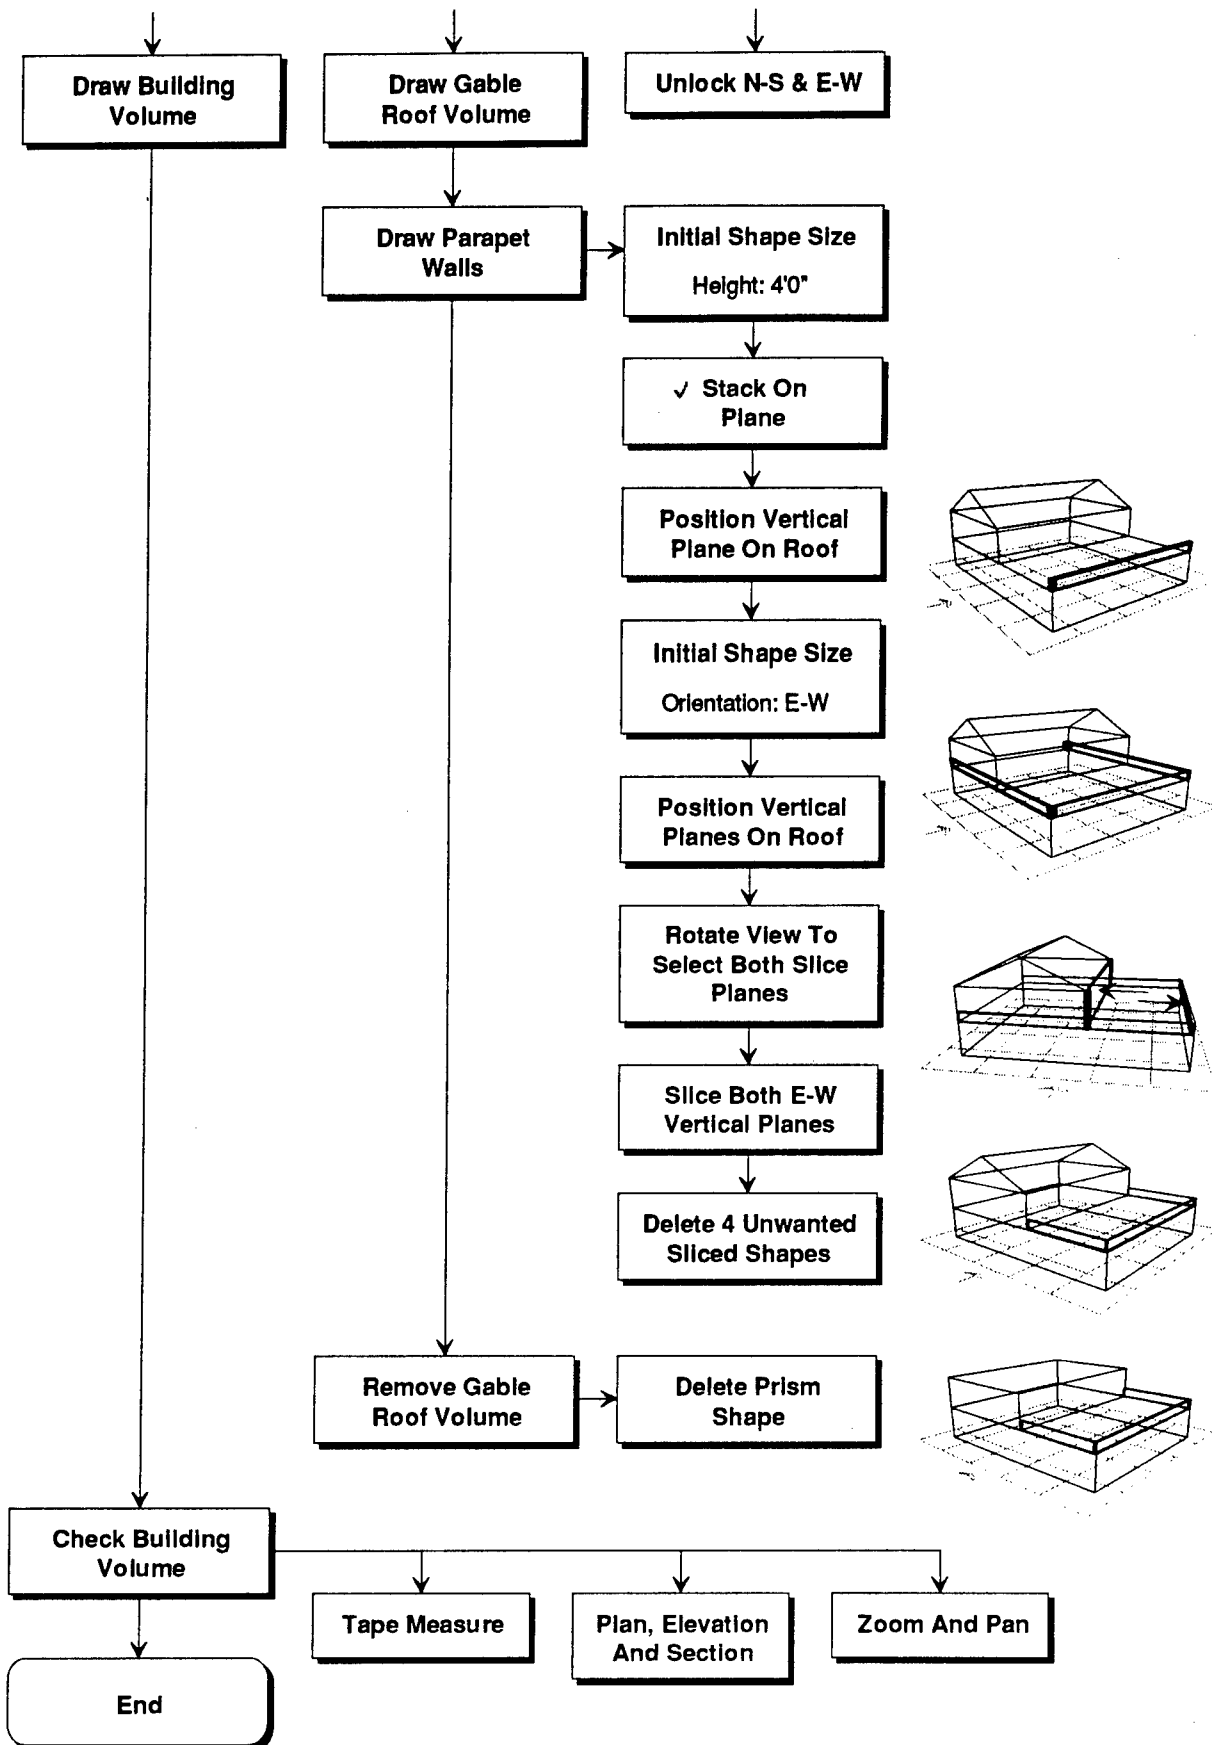 Draw Building
Volume
Draw Gable
Roof Volume
Unlock N-S & E-W
Draw Parapet
Walls
Initial Shape Size
Height: 4'0"
✓ Stack On
Plane
Position Vertical
Plane On Roof
Initial Shape Size
Orientation: E-W
Position Vertical
Planes On Roof
Rotate View To
Select Both Slice
Planes
Slice Both E-W
Vertical Planes
Delete 4 Unwanted
Sliced Shapes
Remove Gable
Roof Volume
Delete Prism
Shape
Check Building
Volume
Tape Measure
Plan, Elevation
And Section
Zoom And Pan
End